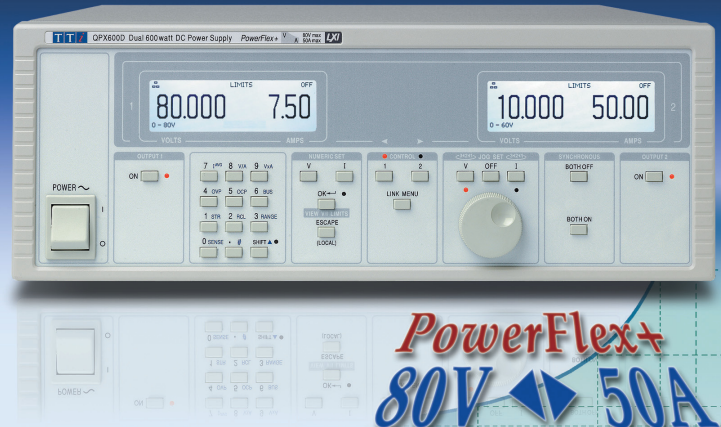 TTi QPX600D Dual 600watt DC Power Supply PowerFlex+ V A 80V max 50A max LXI
LIMITS OFF
80.000 7.50
0 - 80V
1
VOLTS AMPS
LIMITS OFF
10.000 50.00
0 - 60V
2
VOLTS AMPS
OUTPUT 1
ON
POWER
I
O
7 8 V/A 9 VxA
4 OVP 5 OCP 6 BUS
1 STR 2 RCL 3 RANGE
0 SENSE . # SHIFT
NUMERIC SET
V I
OK
VIEW V/I LIMITS
ESCAPE
(LOCAL)
CONTROL
1 2
LINK MENU
JOG SET
V OFF I
SYNCHRONOUS
BOTH OFF
BOTH ON
OUTPUT 2
ON
PowerFlex+
80V 50A